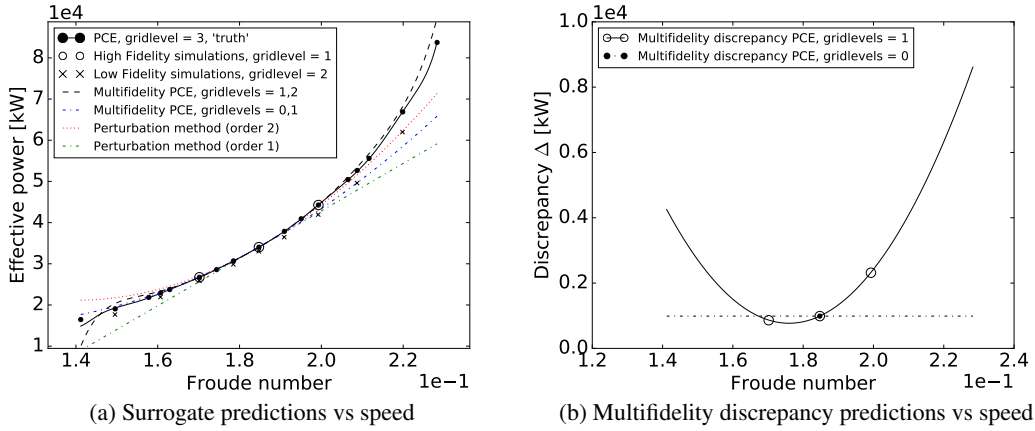 1e4
9
8
7
6
5
4
3
2
1
Effective power [kW]
PCE, gridlevel = 3, 'truth'
High Fidelity simulations, gridlevel = 1
Low Fidelity simulations, gridlevel = 2
Multifidelity PCE, gridlevels = 1,2
Multifidelity PCE, gridlevels = 0,1
Perturbation method (order 2)
Perturbation method (order 1)
1.4 1.6 1.8 2.0 2.2
Froude number 1e−1
(a) Surrogate predictions vs speed
1e4
1.0
0.8
0.6
0.4
0.2
0.0
Discrepancy Δ [kW]
Multifidelity discrepancy PCE, gridlevels = 1
Multifidelity discrepancy PCE, gridlevels = 0
1.2 1.4 1.6 1.8 2.0 2.2 2.4
Froude number 1e−1
(b) Multifidelity discrepancy predictions vs speed